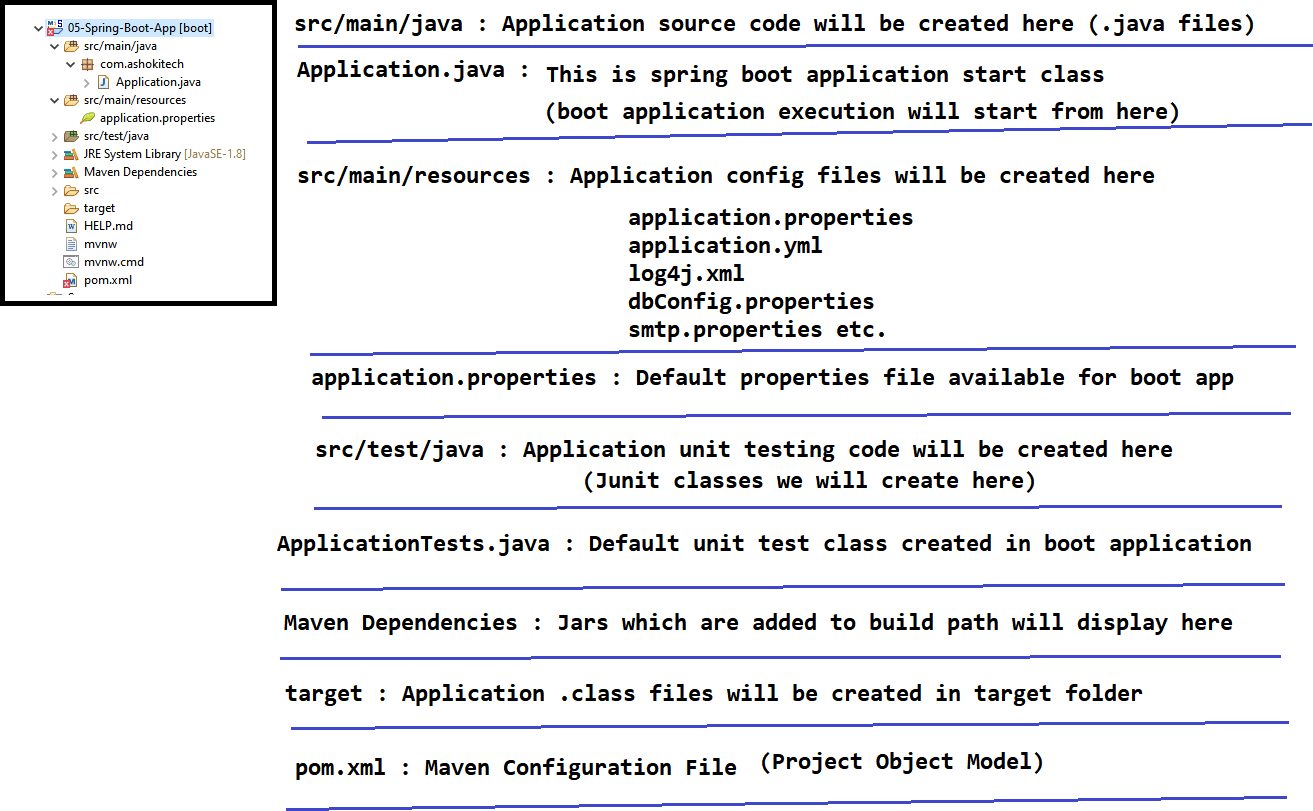 05-Spring-Boot-App [boot]
src/main/java
com.ashokitech
Application.java
src/main/resources
application.properties
src/test/java
JRE System Library [JavaSE-1.8]
Maven Dependencies
src
target
HELP.md
mvnw
mvnw.cmd
pom.xml
src/main/java : Application source code will be created here (.java files)
Application.java : This is spring boot application start class
(boot application execution will start from here)
src/main/resources : Application config files will be created here
application.properties
application.yml
log4j.xml
dbConfig.properties
smtp.properties etc.
application.properties : Default properties file available for boot app
src/test/java : Application unit testing code will be created here
(Junit classes we will create here)
ApplicationTests.java : Default unit test class created in boot application
Maven Dependencies : Jars which are added to build path will display here
target : Application .class files will be created in target folder
pom.xml : Maven Configuration File (Project Object Model)